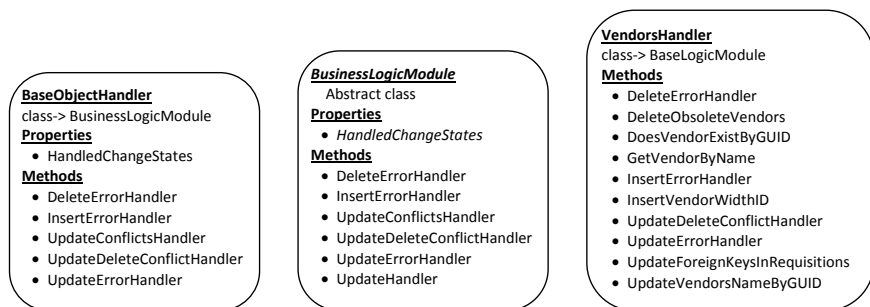 BaseObjectHandler
class-> BusinessLogicModule
Properties
• HandledChangeStates
Methods
• DeleteErrorHandler
• InsertErrorHandler
• UpdateConflictsHandler
• UpdateDeleteConflictHandler
• UpdateErrorHandler
BusinessLogicModule
Abstract class
Properties
• HandledChangeStates
Methods
• DeleteErrorHandler
• InsertErrorHandler
• UpdateConflictsHandler
• UpdateDeleteConflictHandler
• UpdateErrorHandler
• UpdateHandler
VendorsHandler
class-> BaseLogicModule
Methods
• DeleteErrorHandler
• DeleteObsoleteVendors
• DoesVendorExistByGUID
• GetVendorByName
• InsertErrorHandler
• InsertVendorWidthID
• UpdateDeleteConflictHandler
• UpdateErrorHandler
• UpdateForeignKeysInRequisitions
• UpdateVendorsNameByGUID